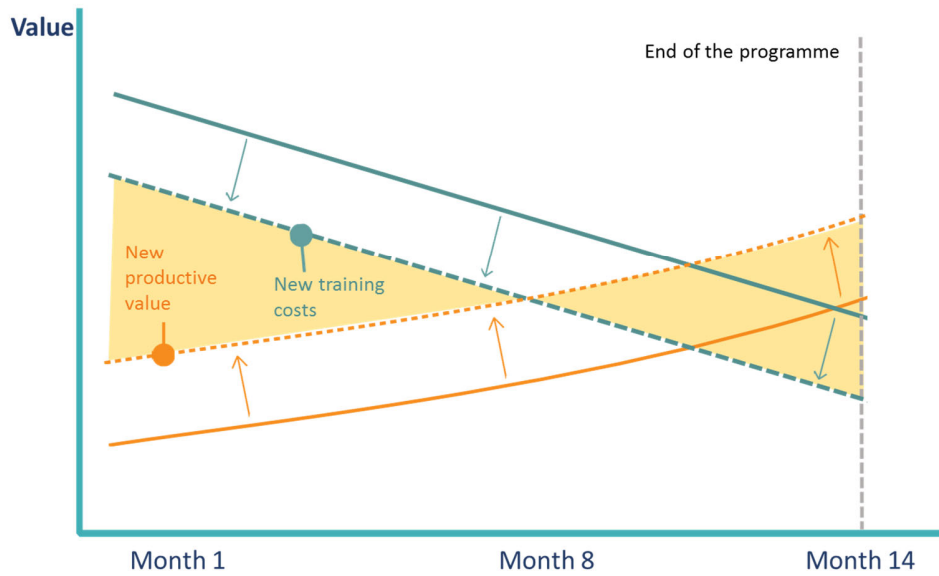 Value
End of the programme
New
productive
value
New training
costs
Month 1
Month 8
Month 14